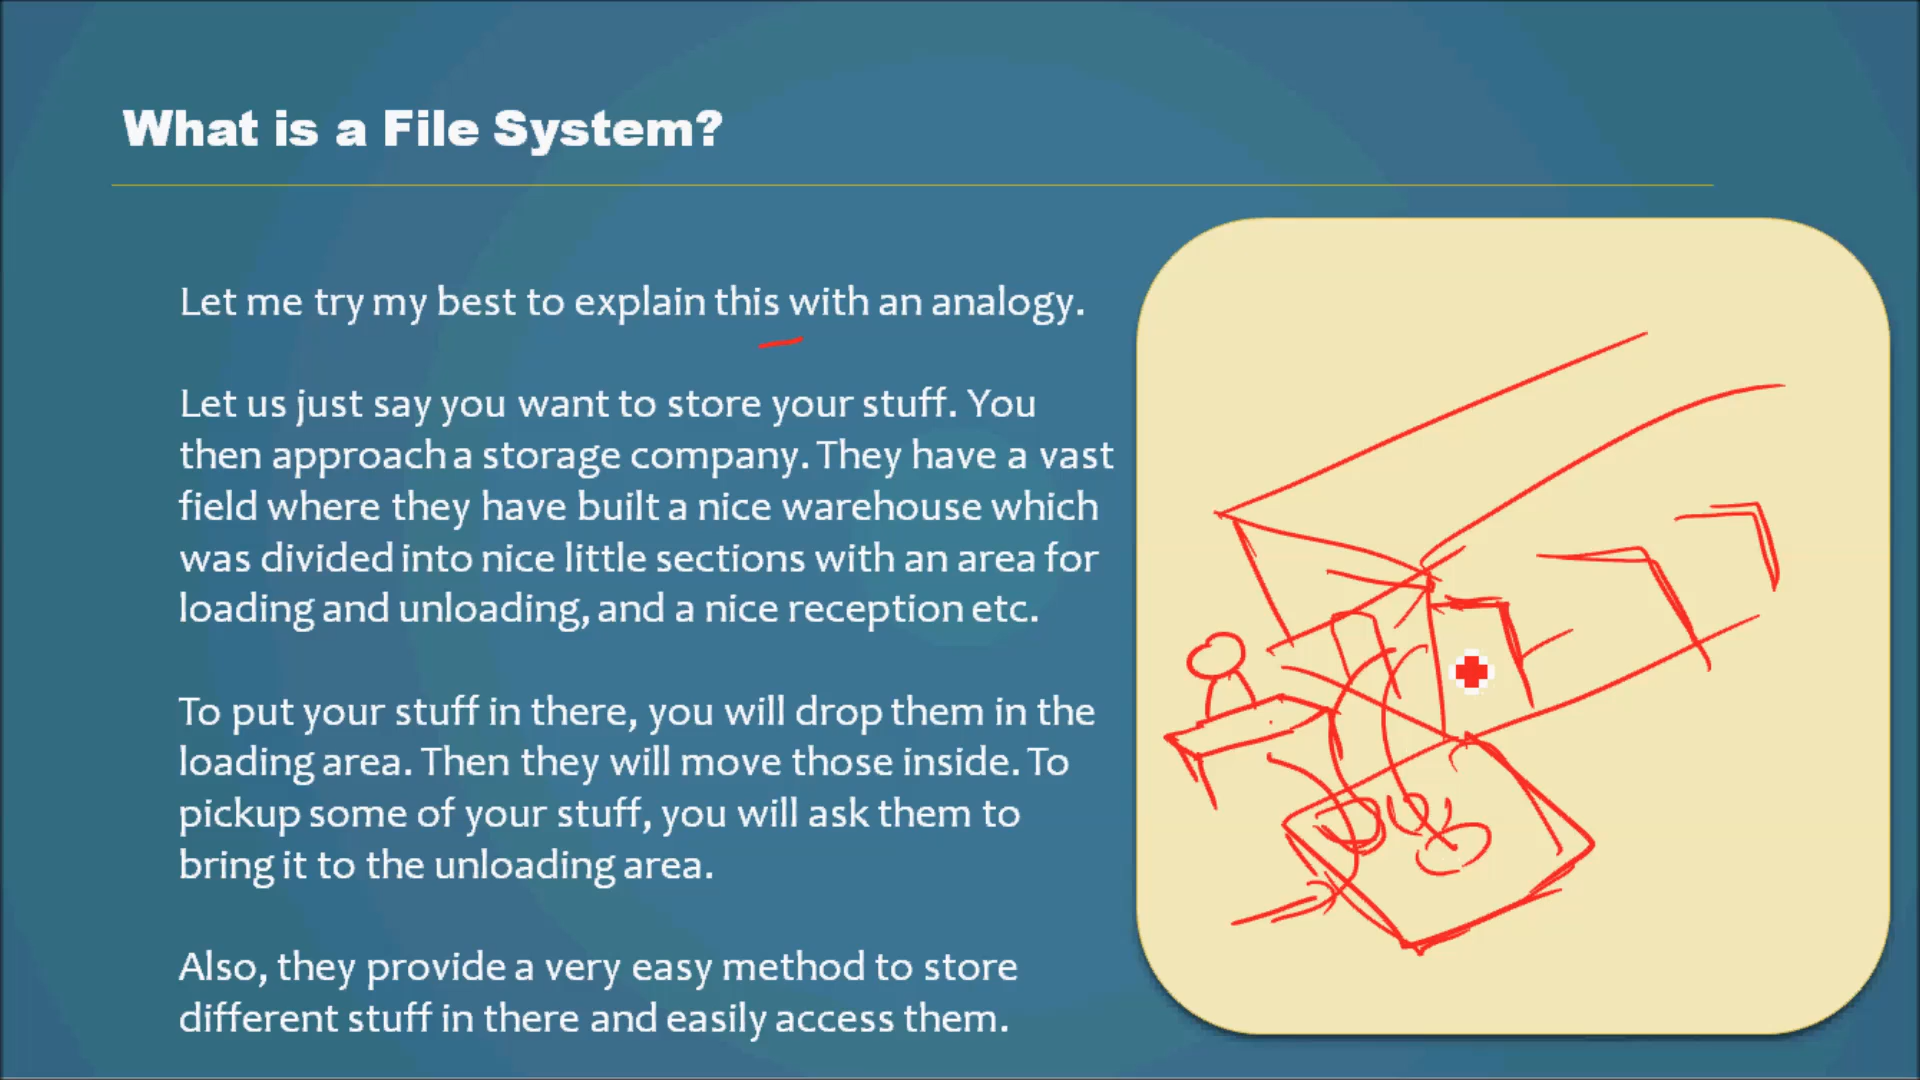 What is a File System?
Let me try my best to explain this with an analogy.
Let us just say you want to store your stuff. You
then approach a storage company. They have a vast
field where they have built a nice warehouse which
was divided into nice little sections with an area for
loading and unloading, and a nice reception etc.
To put your stuff in there, you will drop them in the
loading area. Then they will move those inside. To
pickup some of your stuff, you will ask them to
bring it to the unloading area.
Also, they provide a very easy method to store
different stuff in there and easily access them.